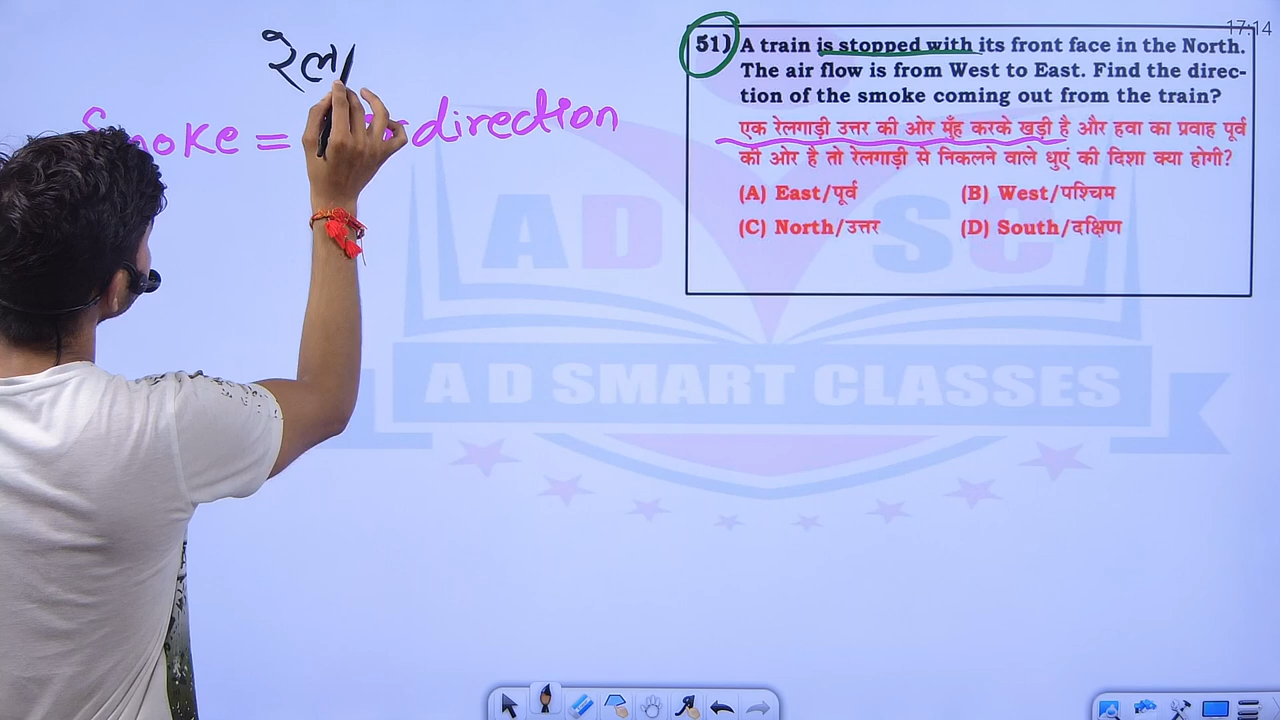 17:14
रेल
Smoke = direction
51) A train is stopped with its front face in the North.
The air flow is from West to East. Find the direc-
tion of the smoke coming out from the train?
एक रेलगाड़ी उत्तर की ओर मुँह करके खड़ी है और हवा का प्रवाह पूर्व
की ओर है तो रेलगाड़ी से निकलने वाले धुएं की दिशा क्या होगी?
(A) East/पूर्व (B) West/पश्चिम
(C) North/उत्तर (D) South/दक्षिण
AD SC
A D SMART CLASSES